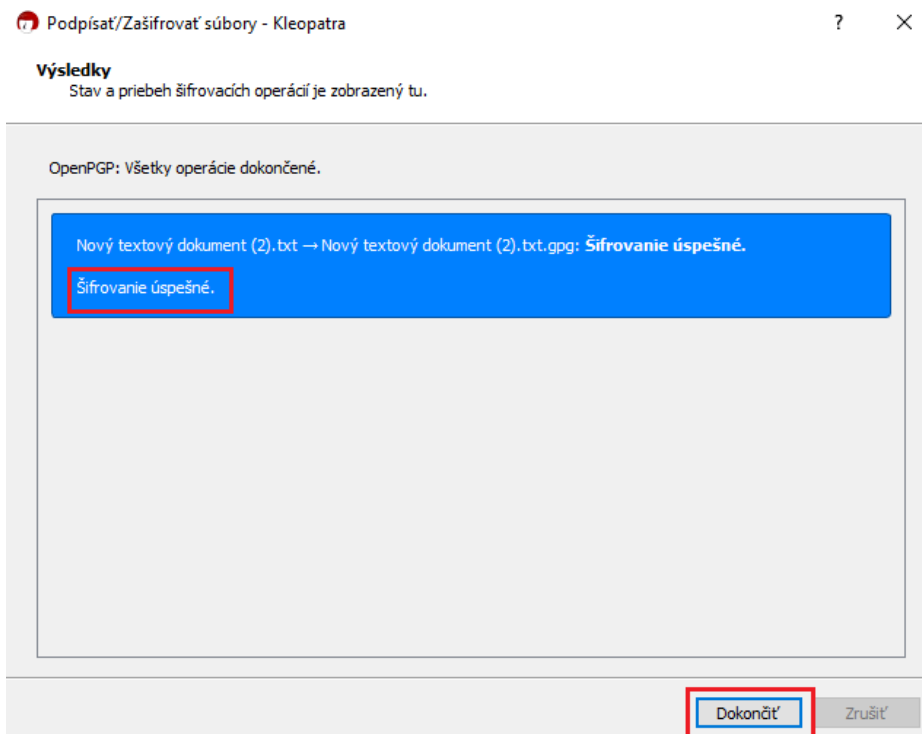 Podpísať/Zašifrovať súbory - Kleopatra
Výsledky
Stav a priebeh šifrovacích operácií je zobrazený tu.
OpenPGP: Všetky operácie dokončené.
Nový textový dokument (2).txt → Nový textový dokument (2).txt.gpg: Šifrovanie úspešné.
Šifrovanie úspešné.
Dokončiť
Zrušiť